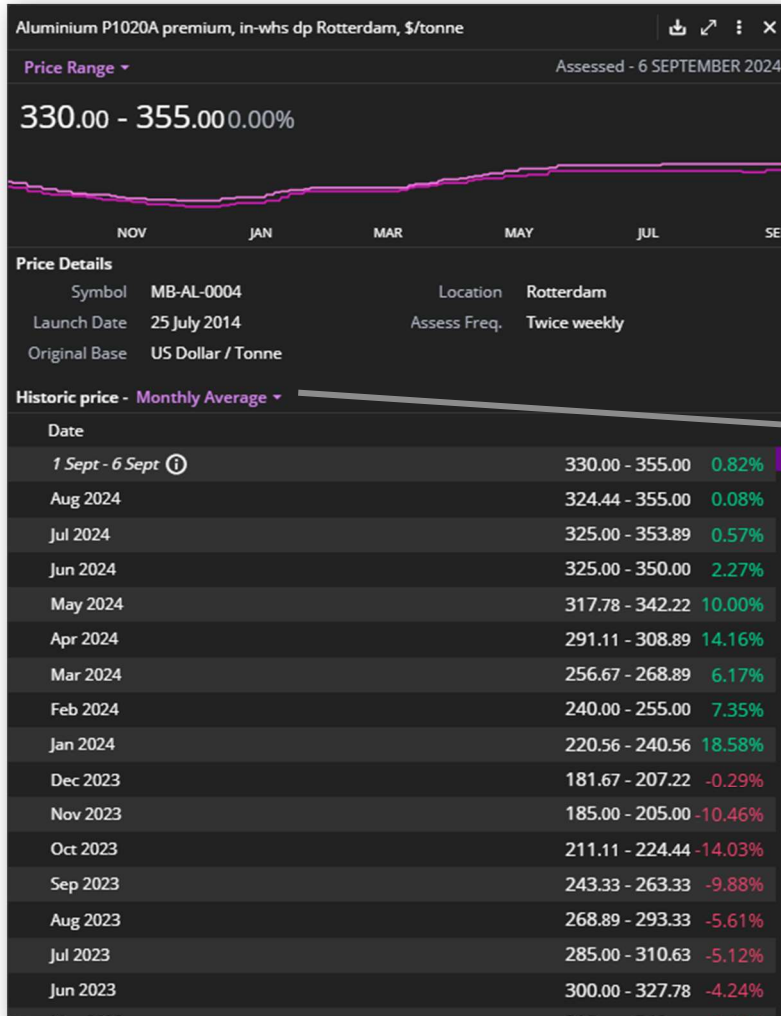 Aluminium P1020A premium, in-whs dp Rotterdam, $/tonne
Price Range Assessed - 6 SEPTEMBER 2024
330.00 - 355.00 0.00%
NOV JAN MAR MAY JUL SE
Price Details
Symbol MB-AL-0004 Location Rotterdam
Launch Date 25 July 2014 Assess Freq. Twice weekly
Original Base US Dollar / Tonne
Historic price - Monthly Average
Date
1 Sept - 6 Sept 330.00 - 355.00 0.82%
Aug 2024 324.44 - 355.00 0.08%
Jul 2024 325.00 - 353.89 0.57%
Jun 2024 325.00 - 350.00 2.27%
May 2024 317.78 - 342.22 10.00%
Apr 2024 291.11 - 308.89 14.16%
Mar 2024 256.67 - 268.89 6.17%
Feb 2024 240.00 - 255.00 7.35%
Jan 2024 220.56 - 240.56 18.58%
Dec 2023 181.67 - 207.22 -0.29%
Nov 2023 185.00 - 205.00 -10.46%
Oct 2023 211.11 - 224.44 -14.03%
Sep 2023 243.33 - 263.33 -9.88%
Aug 2023 268.89 - 293.33 -5.61%
Jul 2023 285.00 - 310.63 -5.12%
Jun 2023 300.00 - 327.78 -4.24%